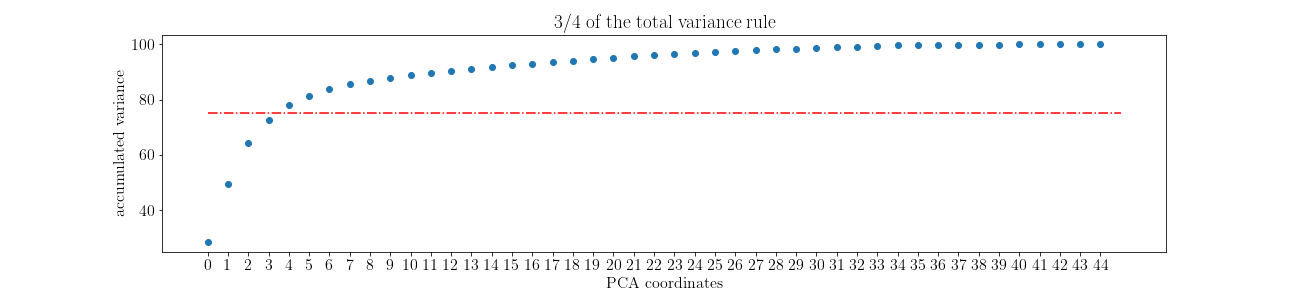 3/4 of the total variance rule
accumulated variance
100
80
60
40
0 1 2 3 4 5 6 7 8 9 10 11 12 13 14 15 16 17 18 19 20 21 22 23 24 25 26 27 28 29 30 31 32 33 34 35 36 37 38 39 40 41 42 43 44
PCA coordinates